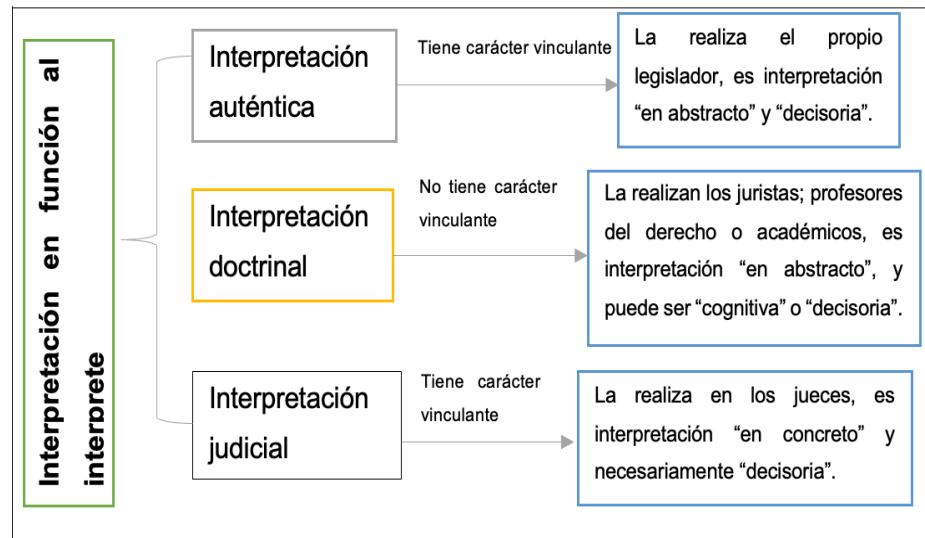 Interpretación en función al
interprete
Interpretación
auténtica
Tiene carácter vinculante
La realiza el propio
legislador, es interpretación
“en abstracto” y “decisoria”.
Interpretación
doctrinal
No tiene carácter
vinculante
La realizan los juristas; profesores
del derecho o académicos, es
interpretación “en abstracto”, y
puede ser “cognitiva” o “decisoria”.
Interpretación
judicial
Tiene carácter
vinculante
La realiza en los jueces, es
interpretación “en concreto” y
necesariamente “decisoria”.